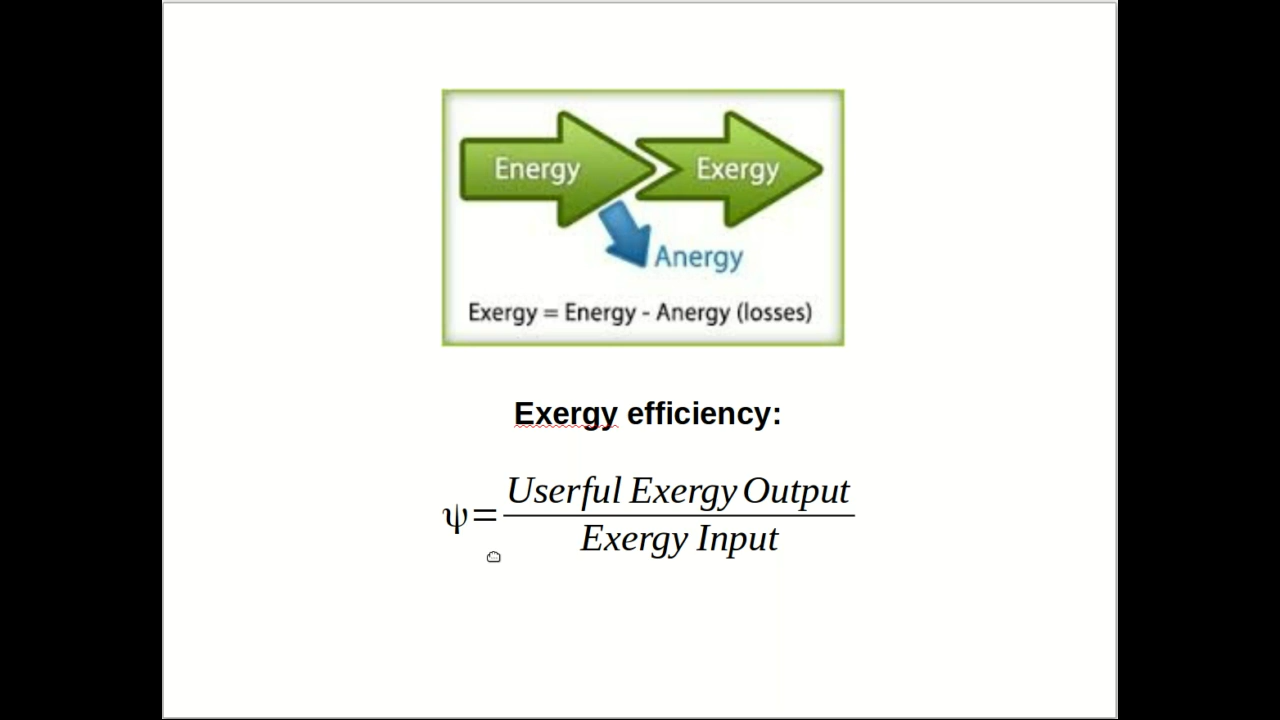 Energy
Exergy
Anergy
Exergy = Energy - Anergy (losses)
Exergy efficiency:
ψ= Userful Exergy Output
Exergy Input